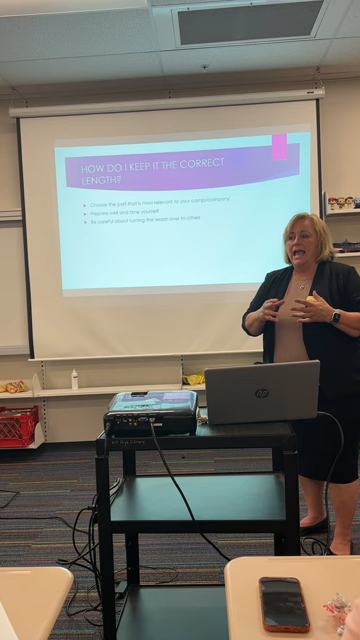 HOW DO I KEEP IT THE CORRECT
LENGTH?
Choose the part that's most relevant to your camp/company
Prepare well and time yourself
Be careful about turning the lesson over to others
hp